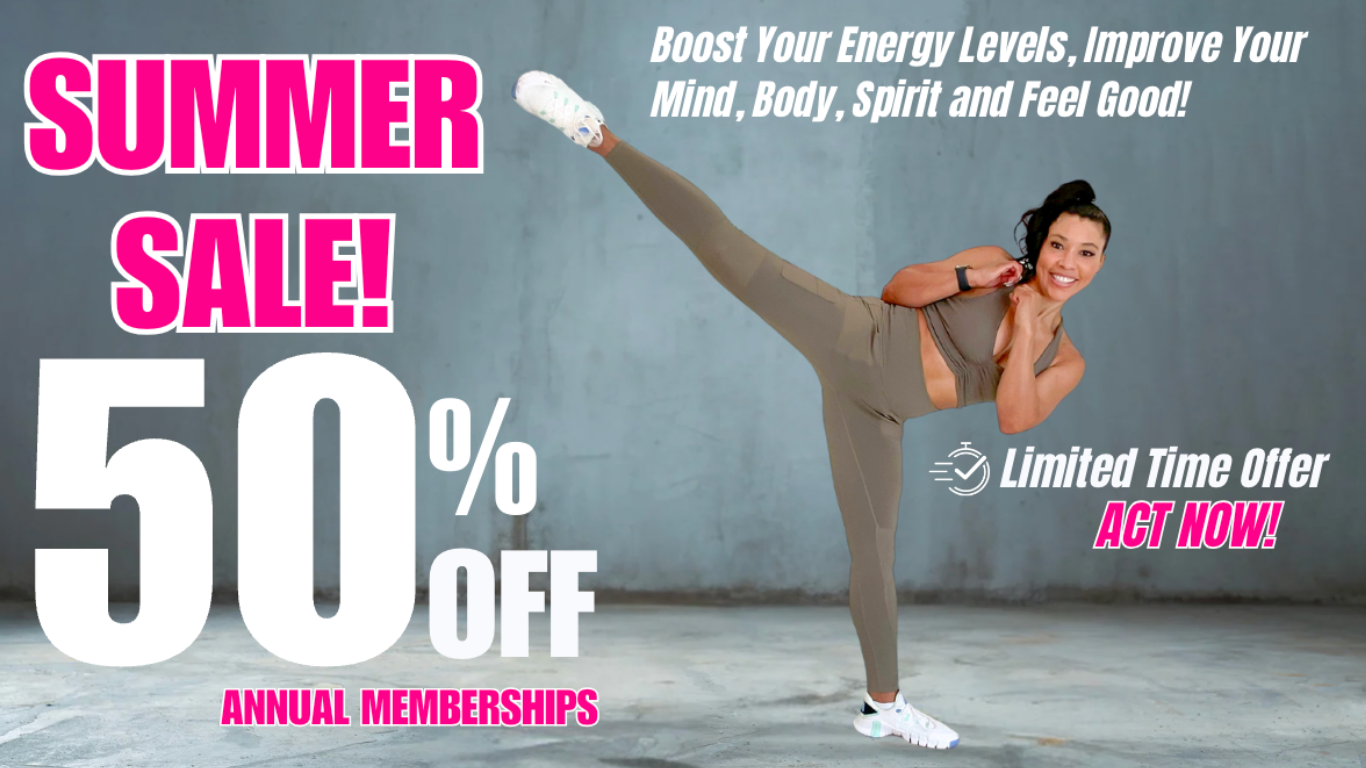 SUMMER
SALE!
50%
OFF
ANNUAL MEMBERSHIPS
Boost Your Energy Levels, Improve Your
Mind, Body, Spirit and Feel Good!
Limited Time Offer
ACT NOW!